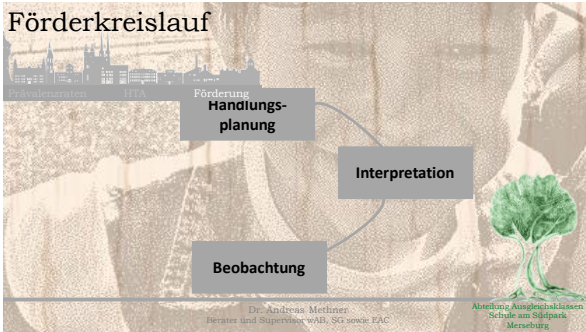 Förderkreislauf
Prävalenzraten HTA Förderung
Handlungs-
planung
Interpretation
Beobachtung
Dr. Andreas Methner
Berater und Supervisor wAB, SG sowie EAC
Abteilung Ausgleichsklassen
Schule am Südpark
Merseburg